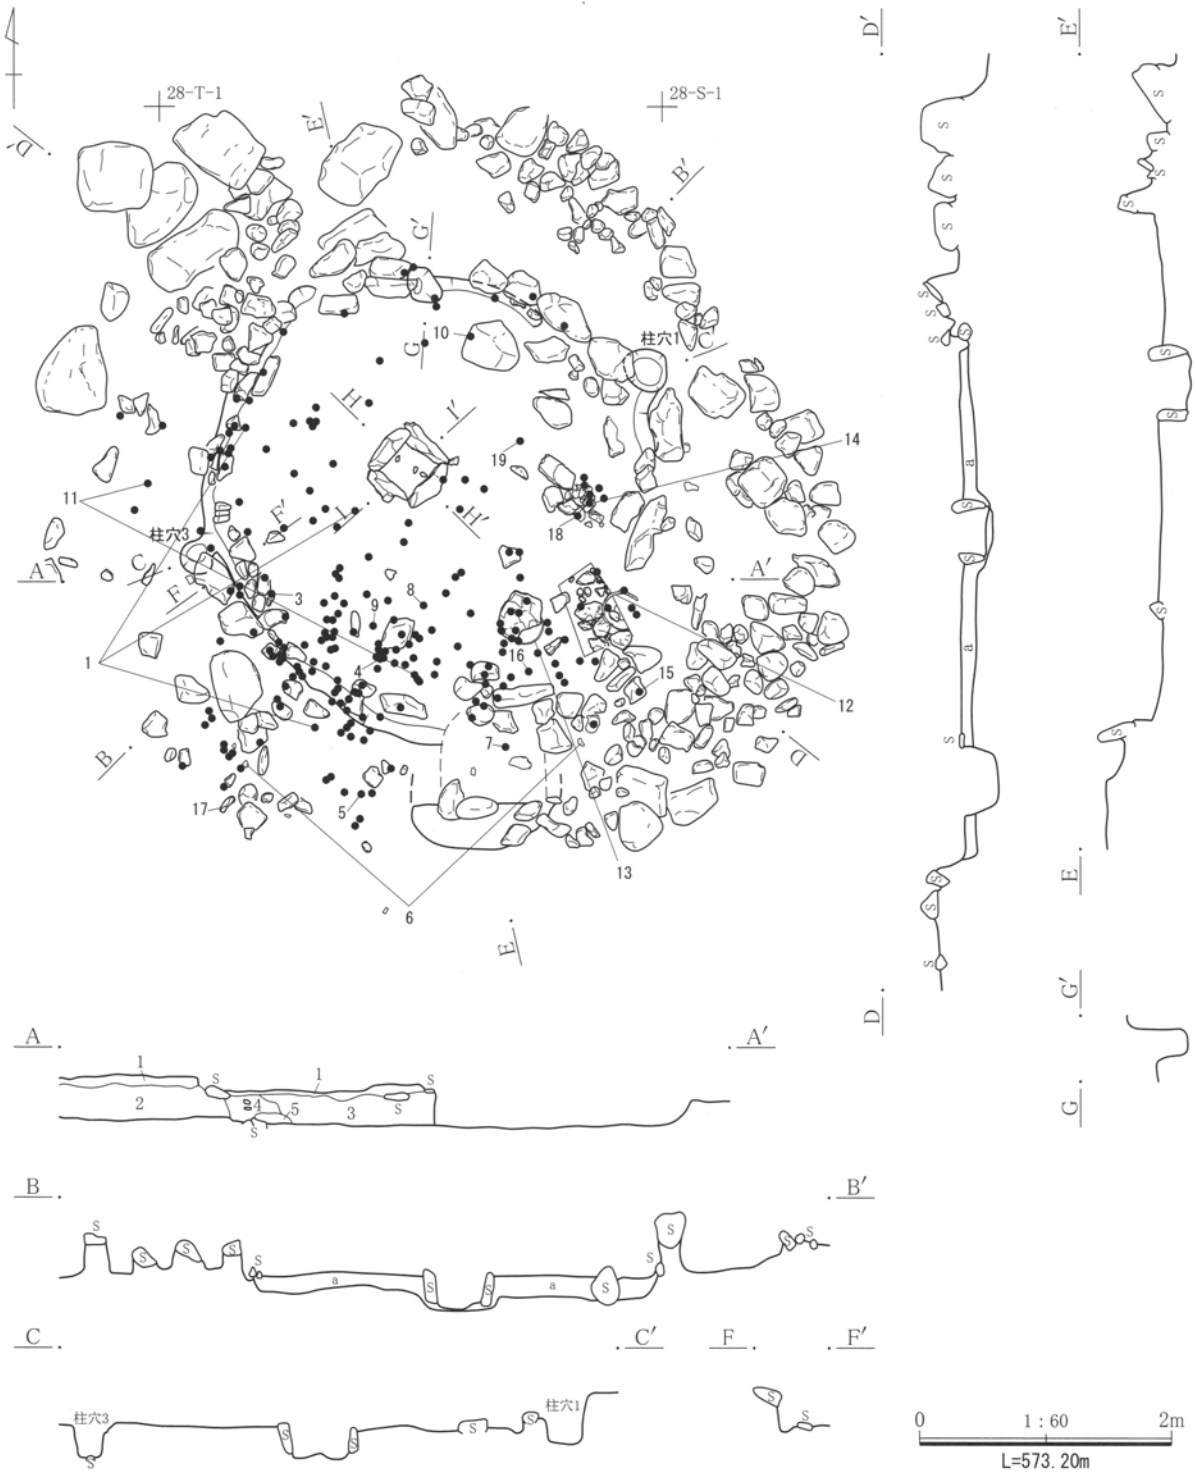 28-T-1
28-S-1
D′
E′
B′
G′
柱穴1
10
G
C′
H
I′
14
19
11
F′
I
H′
18
柱穴3
C
A
A′
F
3
8
9
4
16
1
15
12
7
B
D
17
5
13
6
E
D′
S
S
S
S
S
S
S
a
S
S
a
S
S
S
S
D
E′
S
S
S
S
S
S
S
S
E
G′
G
A
A′
1
S
1
S
2
4
5
3
S
S
B
B′
S
S
S
S
S
a
S
S
a
S
S
S
S
S
C
C′
柱穴3
S
S
S
S
S
柱穴1
F
F′
S
S
0
1 : 60
2m
L=573.20m